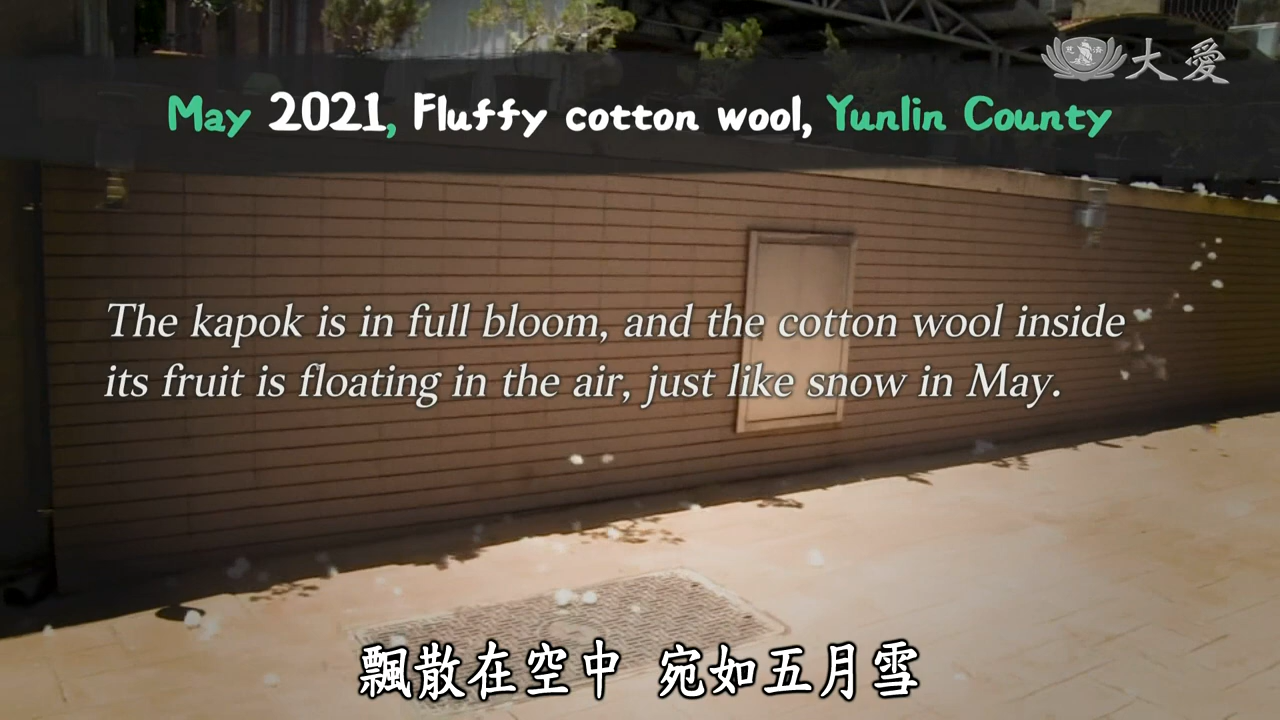 大愛
May 2021, Fluffy cotton wool, Yunlin County
The kapok is in full bloom, and the cotton wool inside
its fruit is floating in the air, just like snow in May.
飄散在空中 宛如五月雪